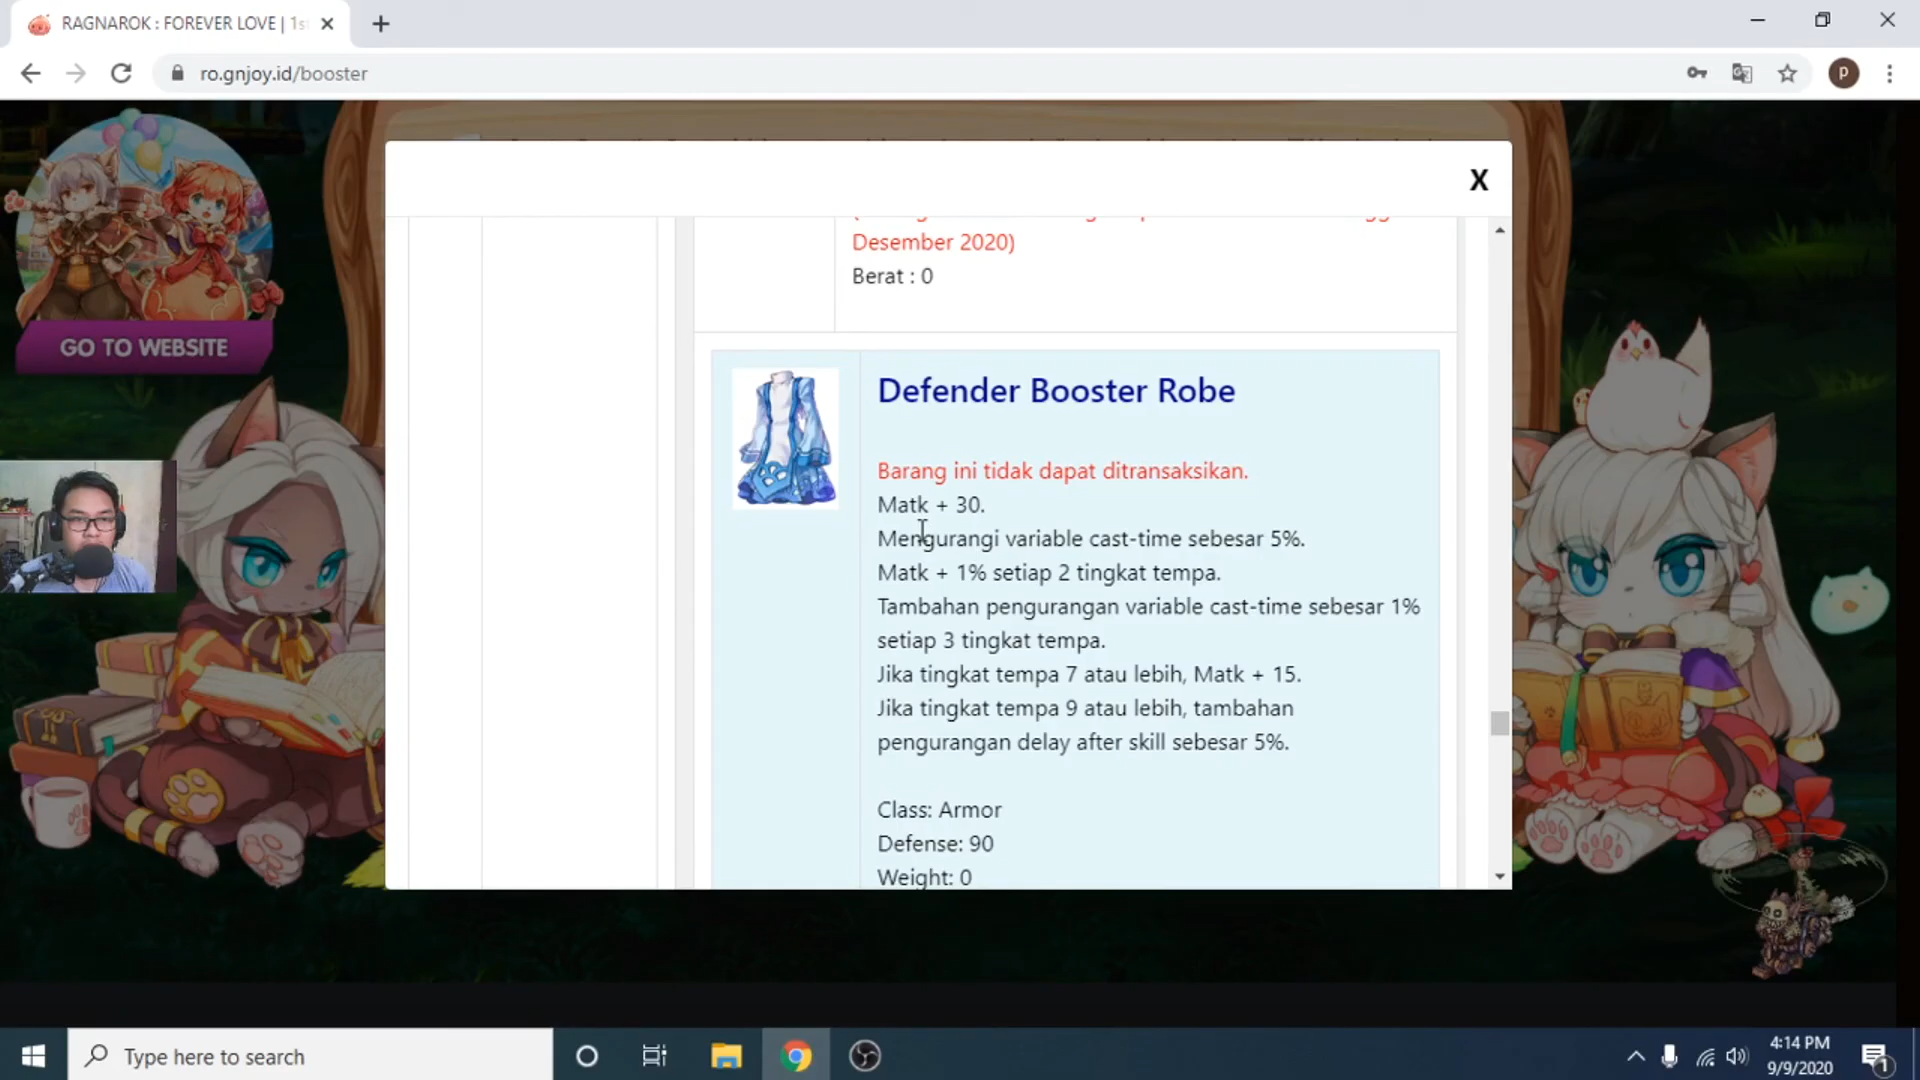 RAGNAROK : FOREVER LOVE | 1s
ro.gnjoy.id/booster
P
X
GO TO WEBSITE
Desember 2020)
Berat : 0
Defender Booster Robe
Barang ini tidak dapat ditransaksikan.
Matk + 30.
Mengurangi variable cast-time sebesar 5%.
Matk + 1% setiap 2 tingkat tempa.
Tambahan pengurangan variable cast-time sebesar 1%
setiap 3 tingkat tempa.
Jika tingkat tempa 7 atau lebih, Matk + 15.
Jika tingkat tempa 9 atau lebih, tambahan
pengurangan delay after skill sebesar 5%.
Class: Armor
Defense: 90
Weight: 0
Type here to search
4:14 PM
9/9/2020
1